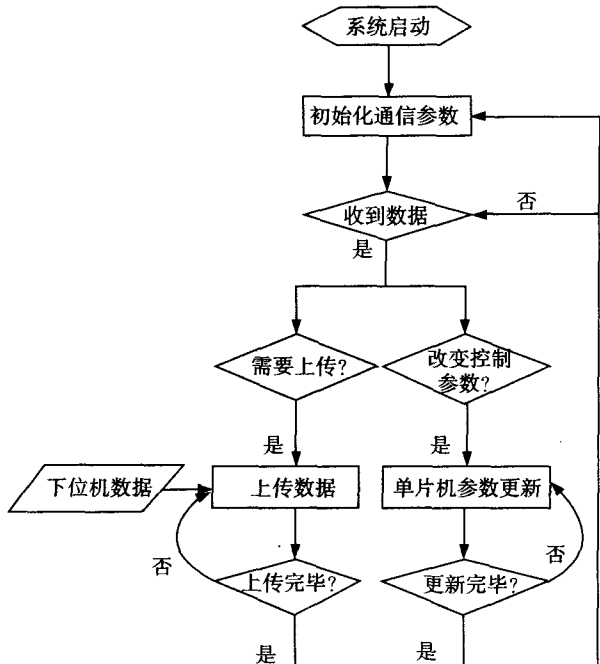 系统启动
初始化通信参数
收到数据
否
是
需要上传?
改变控制
参数?
是
是
下位机数据
上传数据
单片机参数更新
否
上传完毕?
更新完毕?
否
是
是